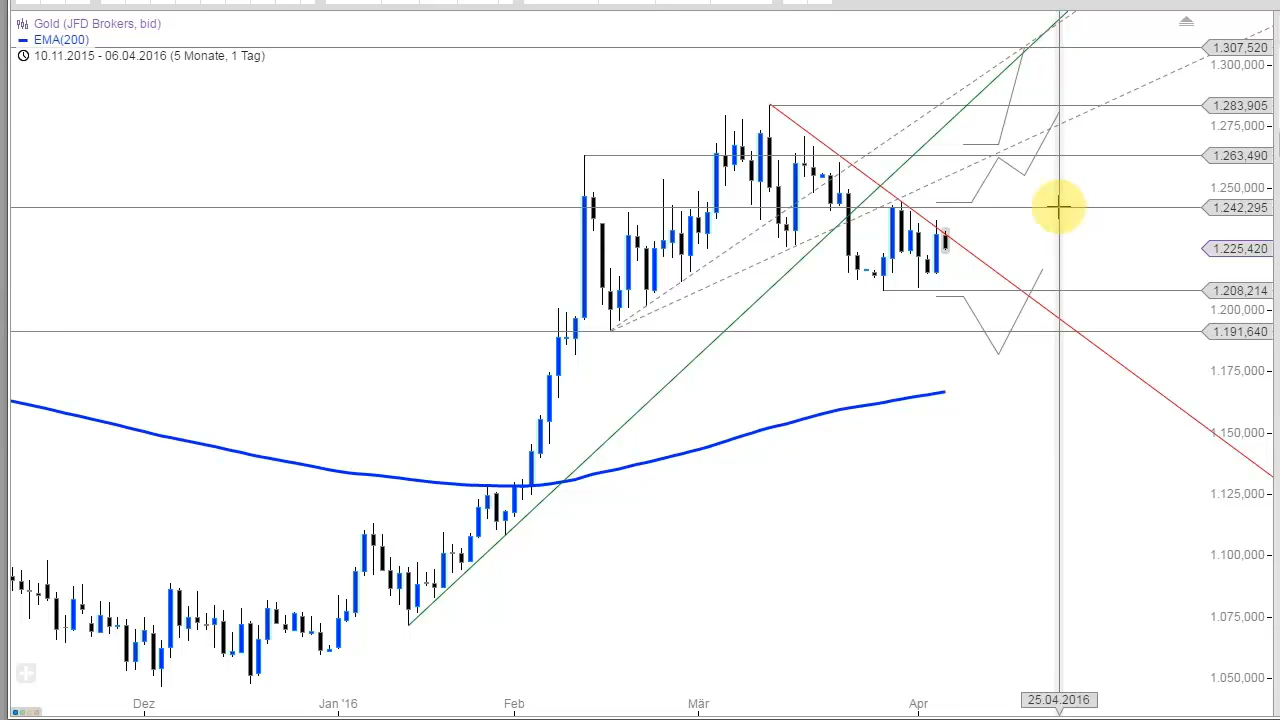 Gold (JFD Brokers, bid)
EMA(200)
10.11.2015 - 06.04.2016 (5 Monate, 1 Tag)
1.307,520
1.300,000
1.283,905
1.275,000
1.263,490
1.250,000
1.242,295
1.225,420
1.208,214
1.200,000
1.191,640
1.175,000
1.150,000
1.125,000
1.100,000
1.075,000
1.050,000
Dez
Jan '16
Feb
Mär
Apr
25.04.2016